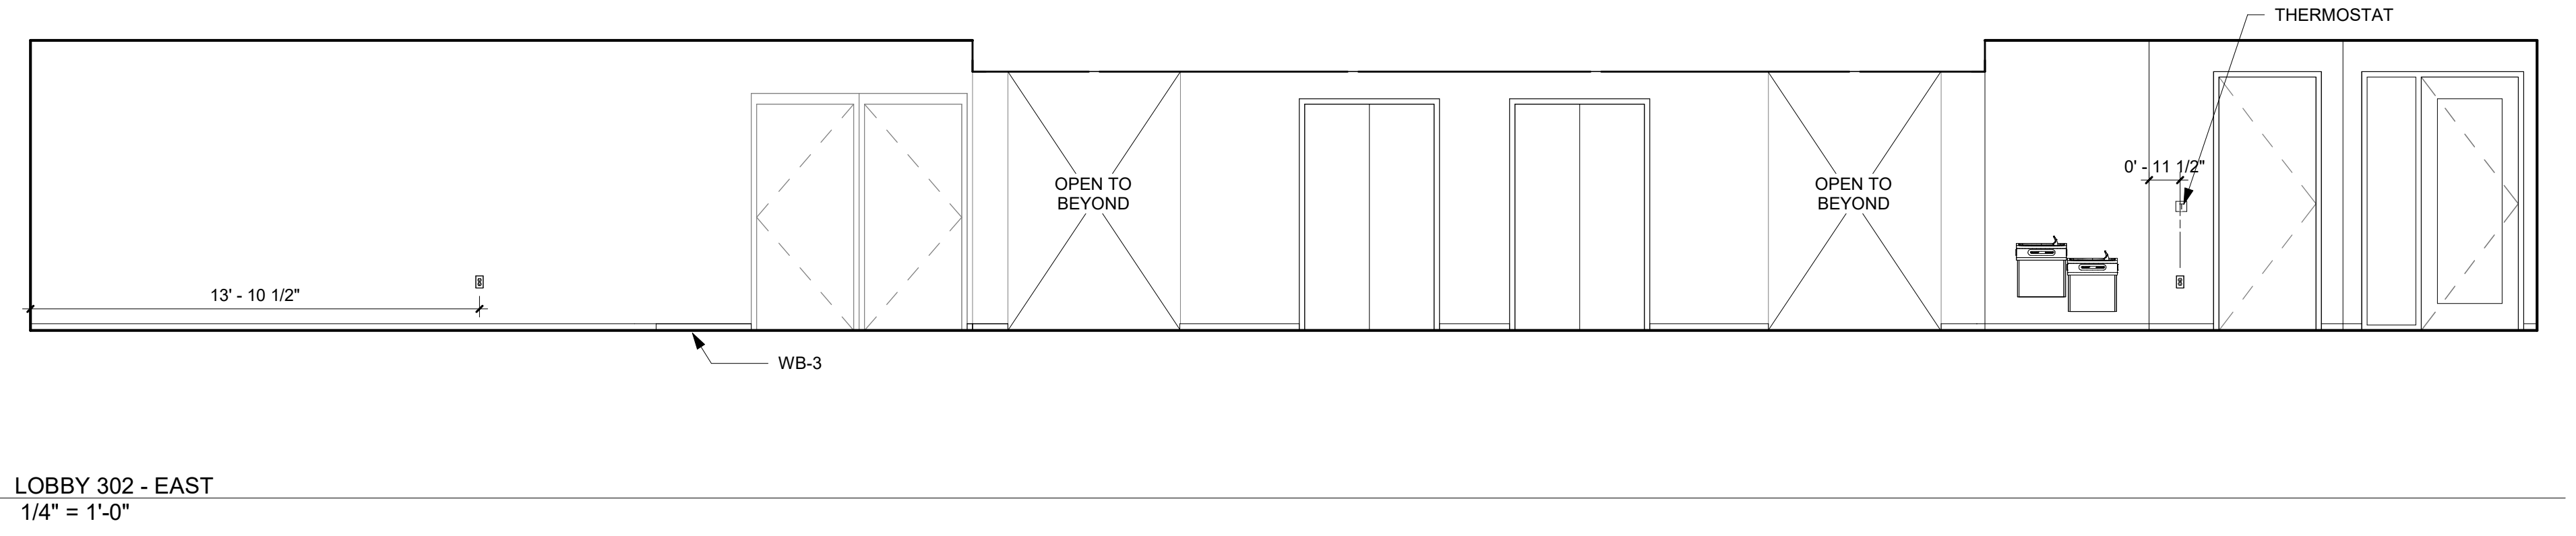 THERMOSTAT
OPEN TO
BEYOND
OPEN TO
BEYOND
0' - 11 1/2"
13' - 10 1/2"
WB-3
LOBBY 302 - EAST
1/4" = 1'-0"